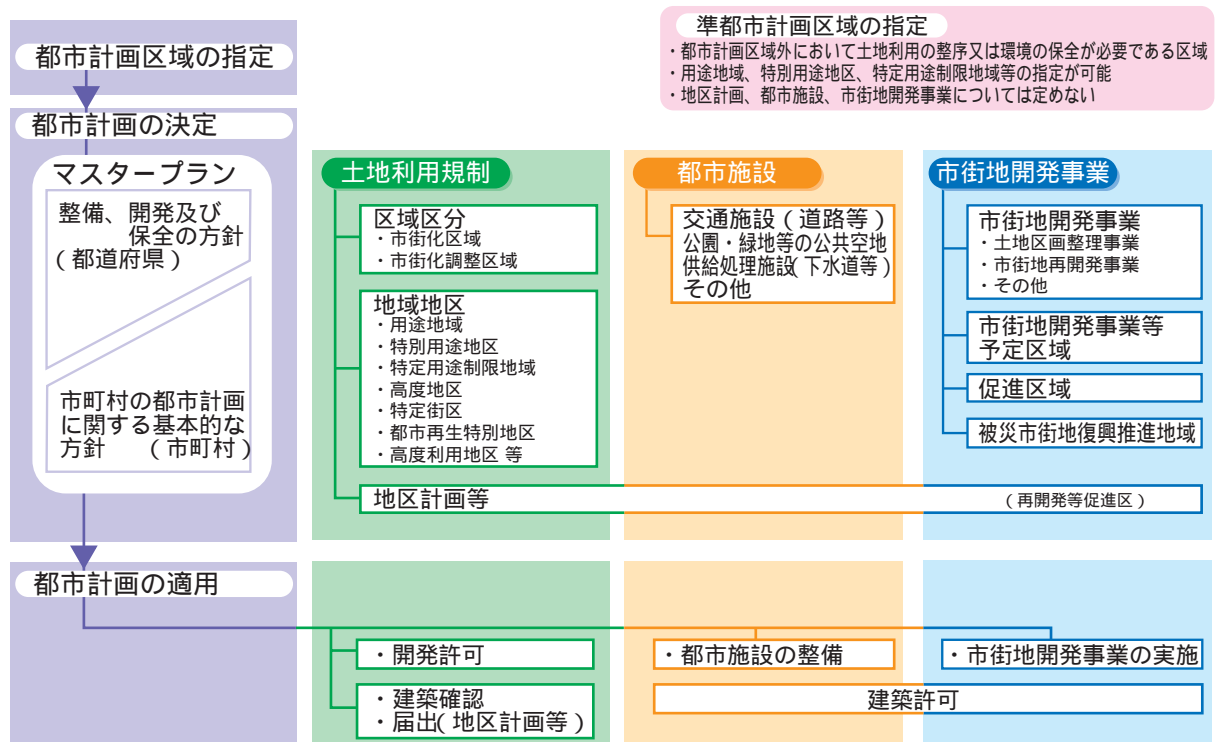 準都市計画区域の指定
・都市計画区域外において土地利用の整序又は環境の保全が必要である区域
・用途地域、特別用途地区、特定用途制限地域等の指定が可能
・地区計画、都市施設、市街地開発事業については定めない
都市計画区域の指定
都市計画の決定
マスタープラン
整備、開発及び
保全の方針
(都道府県)
市町村の都市計画
に関する基本的な
方針 (市町村)
土地利用規制
区域区分
・市街化区域
・市街化調整区域
地域地区
・用途地域
・特別用途地区
・特定用途制限地域
・高度地区
・特定街区
・都市再生特別地区
・高度利用地区 等
地区計画等
(再開発等促進区)
都市施設
交通施設(道路等)
公園・緑地等の公共空地
供給処理施設(下水道等)
その他
市街地開発事業
市街地開発事業
・土地区画整理事業
・市街地再開発事業
・その他
市街地開発事業等
予定区域
促進区域
被災市街地復興推進地域
都市計画の適用
・開発許可
・建築確認
・届出(地区計画等)
・都市施設の整備
・市街地開発事業の実施
建築許可